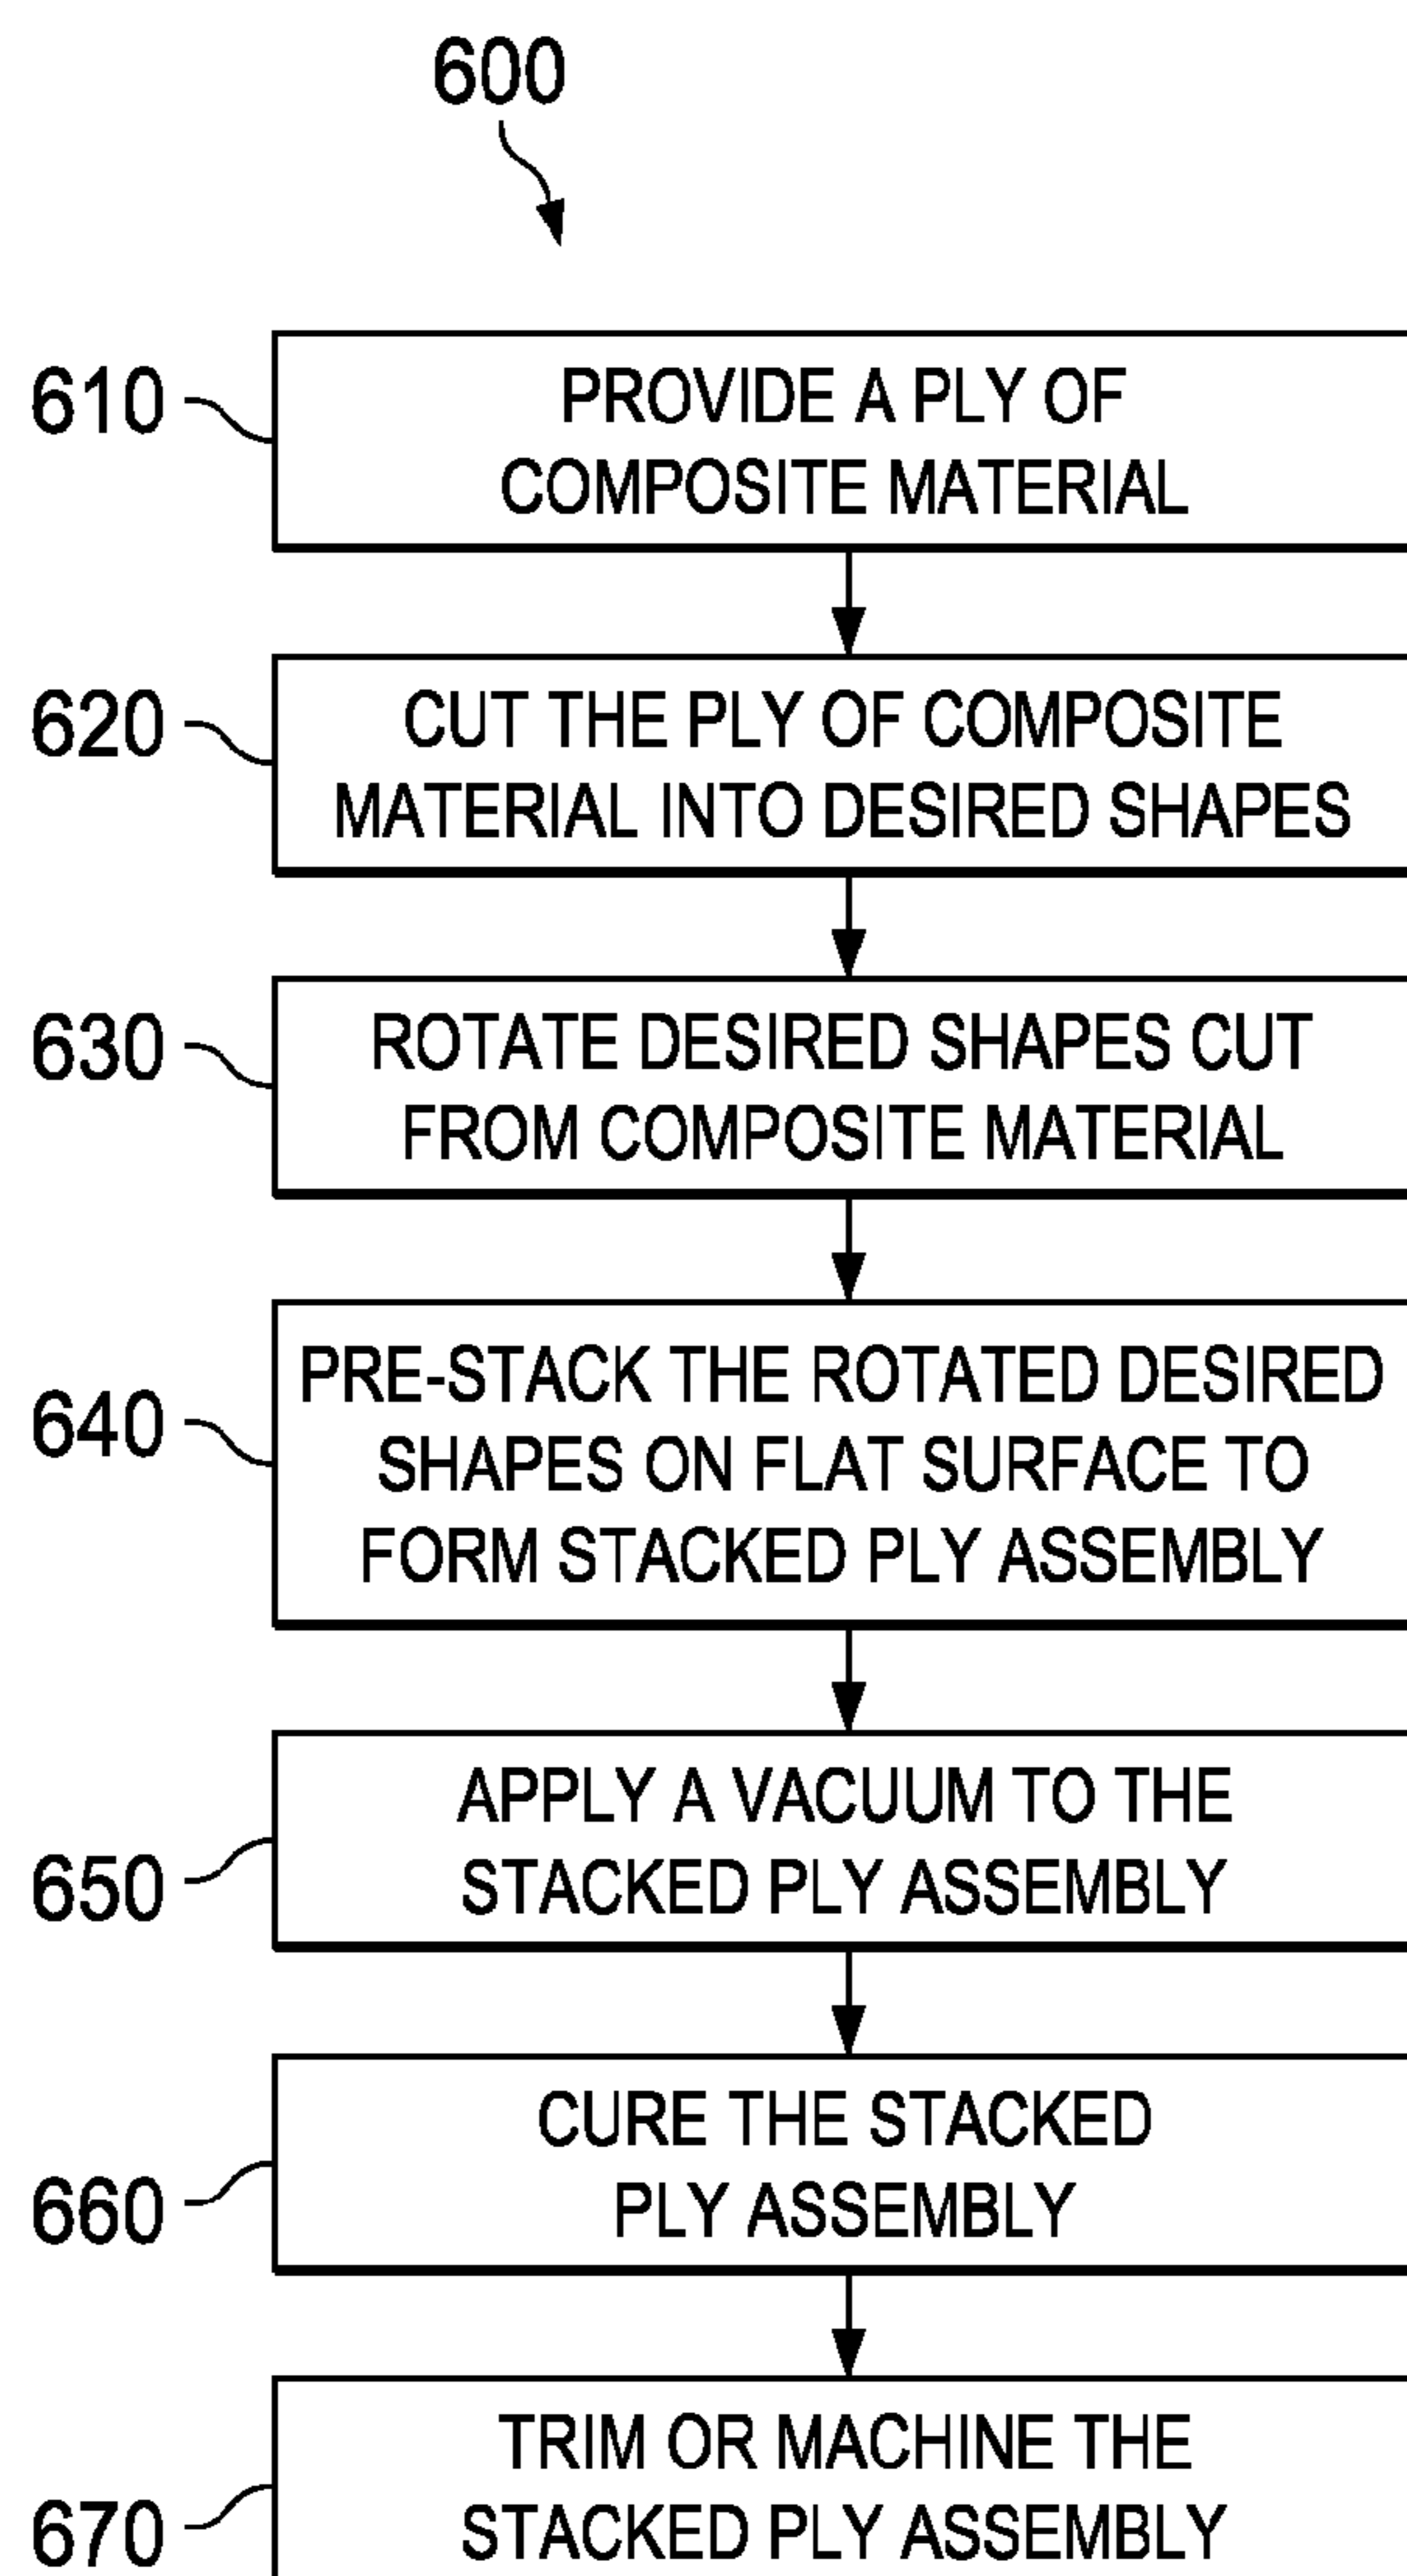 600
610
PROVIDE A PLY OF
COMPOSITE MATERIAL
620
CUT THE PLY OF COMPOSITE
MATERIAL INTO DESIRED SHAPES
630
ROTATE DESIRED SHAPES CUT
FROM COMPOSITE MATERIAL
640
PRE-STACK THE ROTATED DESIRED
SHAPES ON FLAT SURFACE TO
FORM STACKED PLY ASSEMBLY
650
APPLY A VACUUM TO THE
STACKED PLY ASSEMBLY
660
CURE THE STACKED
PLY ASSEMBLY
670
TRIM OR MACHINE THE
STACKED PLY ASSEMBLY